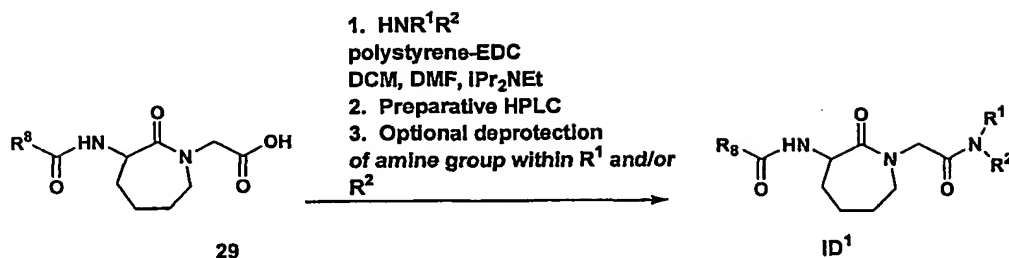 1. HNR¹R²
polystyrene-EDC
DCM, DMF, iPr₂NEt
2. Preparative HPLC
3. Optional deprotection
of amine group within R¹ and/or
R²
R⁸
O
HN
O
N
O
OH
29
R₈
O
HN
O
N
O
N
R¹
R²
ID¹